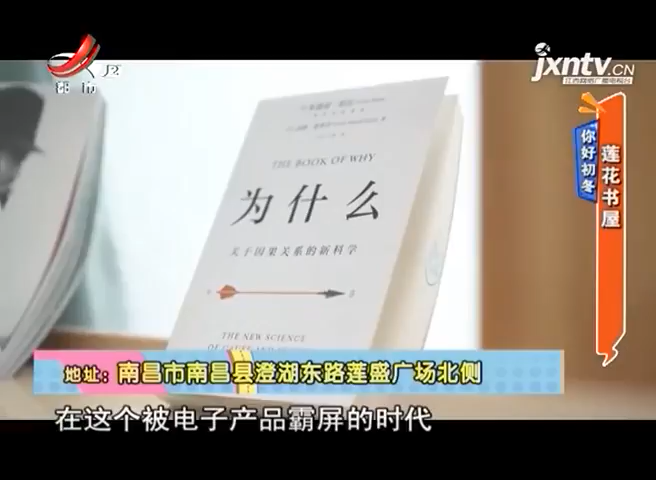 都市
jxntv.CN
江西网络广播电视台
你好初冬
莲花书屋
THE BOOK OF WHY
为什么
关于因果关系的新科学
THE NEW SCIENCE
地址：南昌市南昌县澄湖东路莲盛广场北侧
在这个被电子产品霸屏的时代